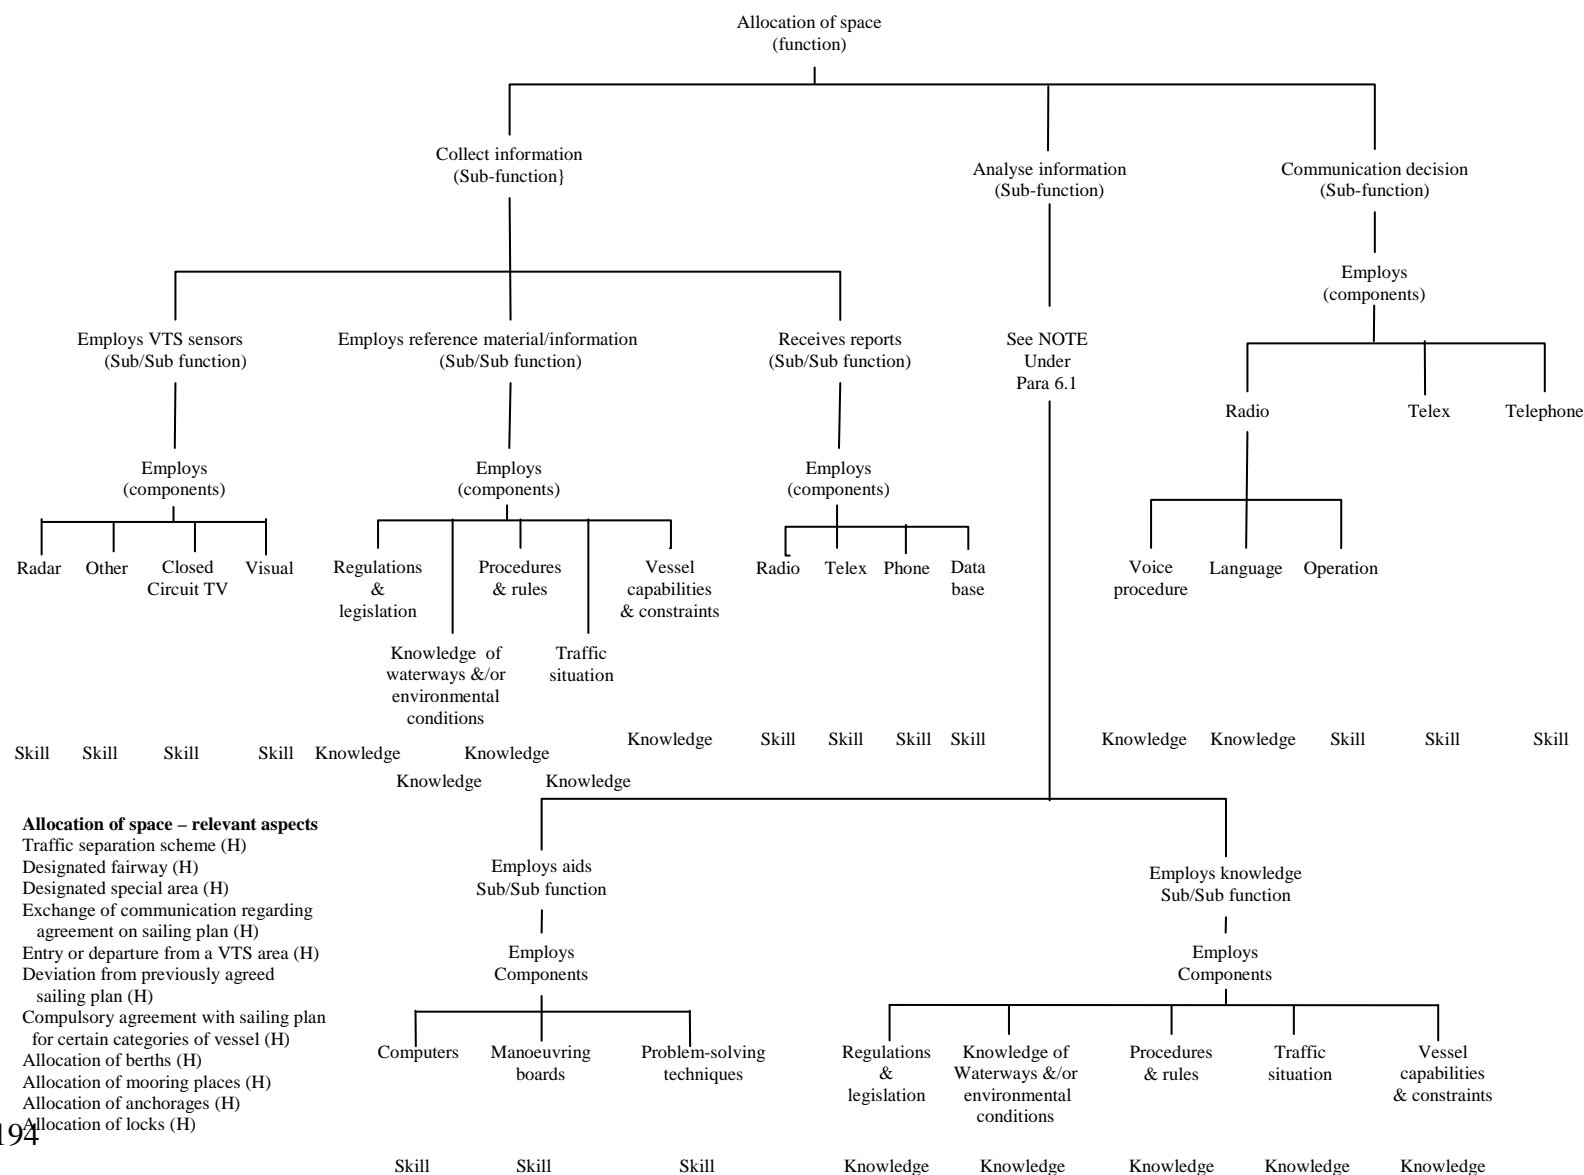 Allocation of space
(function)
Collect information
(Sub-function}
Analyse information
(Sub-function)
Communication decision
(Sub-function)
Employs
(components)
Employs VTS sensors
(Sub/Sub function)
Employs reference material/information
(Sub/Sub function)
Receives reports
(Sub/Sub function)
See NOTE
Under
Para 6.1
Radio
Telex
Telephone
Employs
(components)
Employs
(components)
Employs
(components)
Radar
Other
Closed
Circuit TV
Visual
Regulations
&
legislation
Procedures
& rules
Vessel
capabilities
& constraints
Radio
Telex
Phone
Data
base
Voice
procedure
Language
Operation
Knowledge of
waterways &/or
environmental
conditions
Traffic
situation
Skill
Skill
Skill
Skill
Knowledge
Knowledge
Knowledge
Skill
Skill
Skill
Skill
Knowledge
Knowledge
Skill
Skill
Skill
Knowledge
Knowledge
Allocation of space – relevant aspects
Traffic separation scheme (H)
Designated fairway (H)
Designated special area (H)
Exchange of communication regarding
agreement on sailing plan (H)
Entry or departure from a VTS area (H)
Deviation from previously agreed
sailing plan (H)
Compulsory agreement with sailing plan
for certain categories of vessel (H)
Allocation of berths (H)
Allocation of mooring places (H)
Allocation of anchorages (H)
Allocation of locks (H)
194
Employs aids
Sub/Sub function
Employs
Components
Computers
Manoeuvring
boards
Problem-solving
techniques
Employs knowledge
Sub/Sub function
Employs
Components
Regulations
&
legislation
Knowledge of
Waterways &/or
environmental
conditions
Procedures
& rules
Traffic
situation
Vessel
capabilities
& constraints
Skill
Skill
Skill
Knowledge
Knowledge
Knowledge
Knowledge
Knowledge